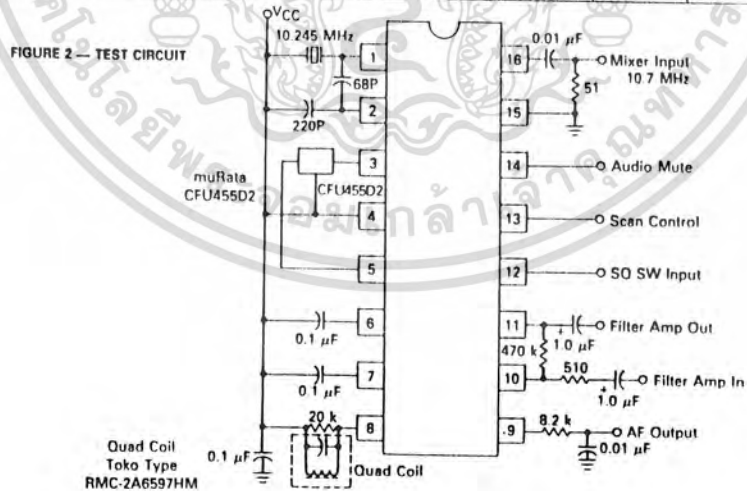 VCC
10.245 MHz
FIGURE 2 — TEST CIRCUIT
68P
220P
muRata
CFU455D2
CFU455D2
0.1 µF
0.1 µF
20 k
Quad Coil
Toko Type
RMC-2A6597HM
0.1 µF
Quad Coil
1
2
3
4
5
6
7
8
16
15
14
13
12
11
10
9
0.01 µF
Mixer Input
10.7 MHz
51
Audio Mute
Scan Control
SO SW Input
Filter Amp Out
+
1.0 µF
470 k
510
Filter Amp In
+
1.0 µF
8.2 k
AF Output
0.01 µF